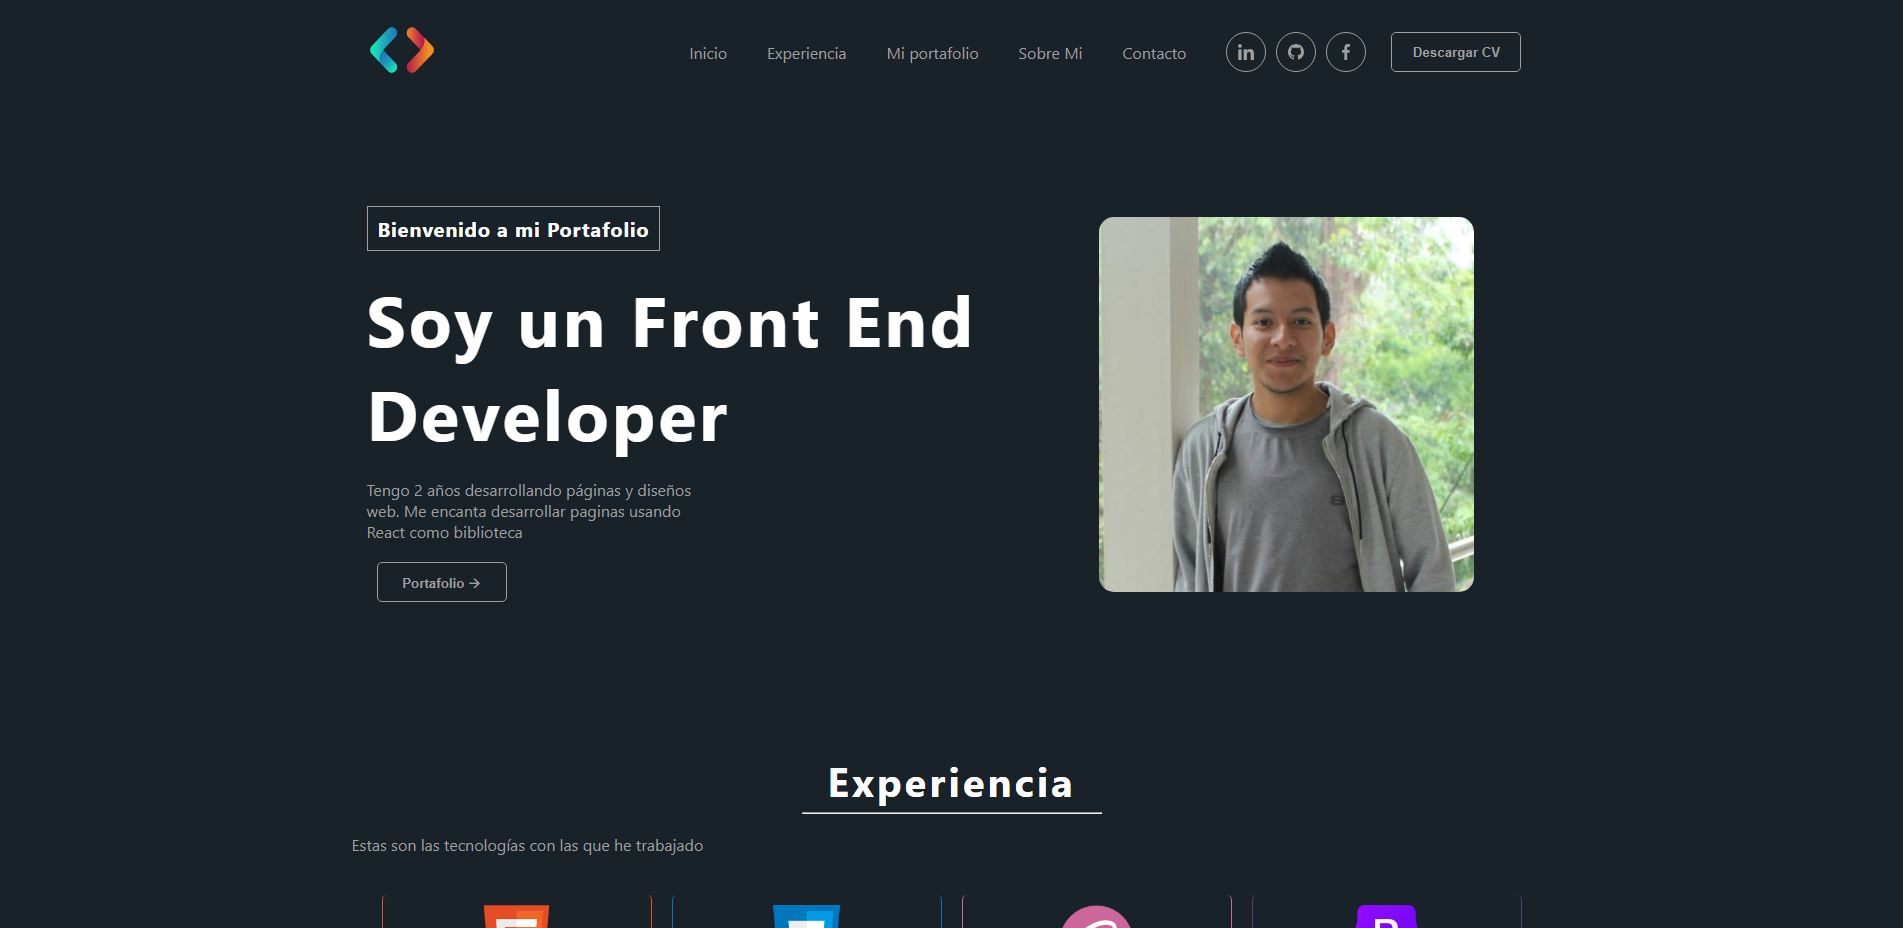 Inicio Experiencia Mi portafolio Sobre Mi Contacto in f Descargar CV
Bienvenido a mi Portafolio
Soy un Front End
Developer
Tengo 2 años desarrollando páginas y diseños
web. Me encanta desarrollar paginas usando
React como biblioteca
Portafolio →
Experiencia
Estas son las tecnologías con las que he trabajado